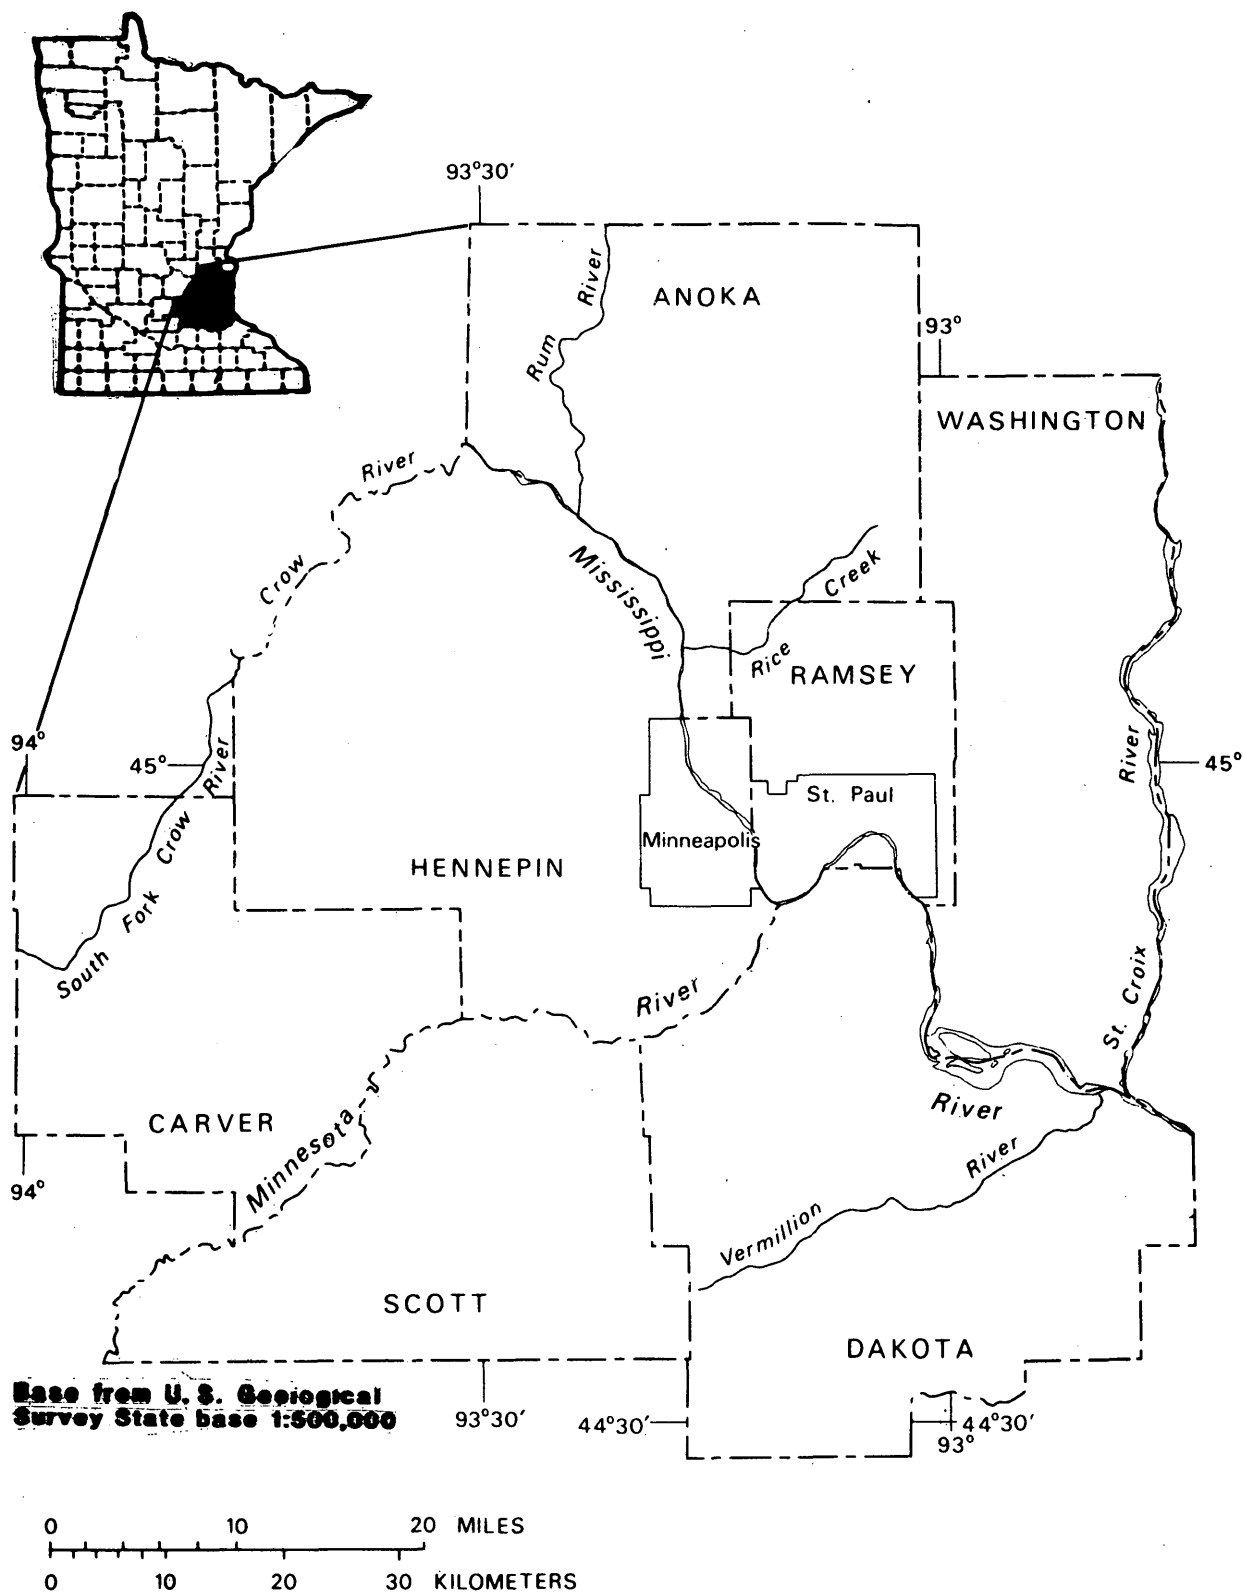 93°30'
River
ANOKA
93°
Rum
WASHINGTON
River
Crow
Mississippi
Creek
Rice
RAMSEY
94°
45°
River
River
45°
St. Paul
Crow
Minneapolis
HENNEPIN
Fork
South
River
St. Croix
River
CARVER
Minnesota
River
94°
Vermillion
SCOTT
DAKOTA
Base from U.S. Geological
Survey State base 1:500,000
93°30'
44°30'
44°30'
93°
0 10 20 MILES
0 10 20 30 KILOMETERS